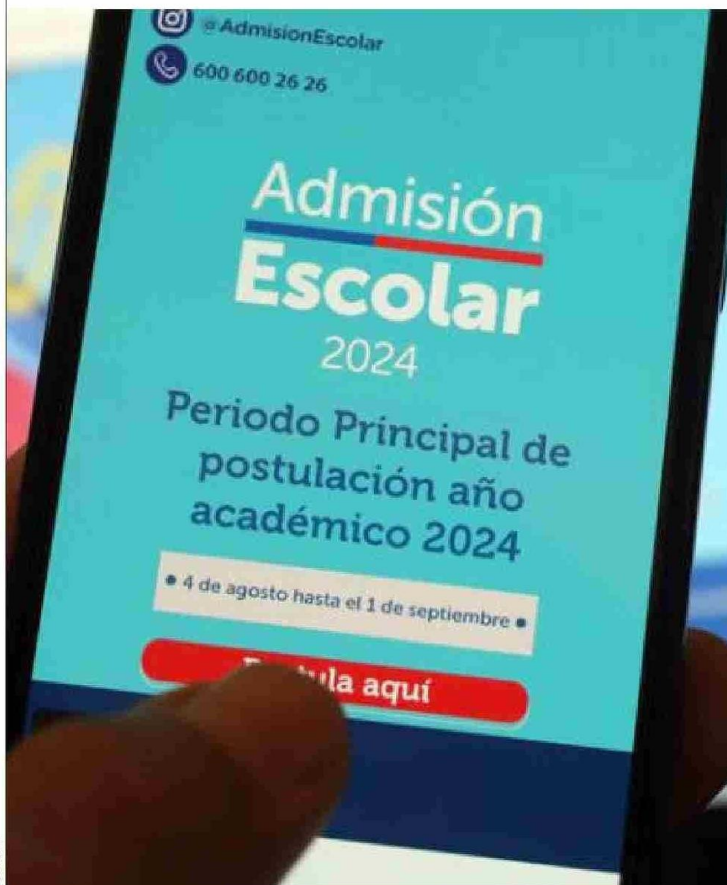 @AdmisionEscolar
600 600 26 26
Admisión
Escolar
2024
Periodo Principal de
postulación año
académico 2024
• 4 de agosto hasta el 1 de septiembre •
aquí